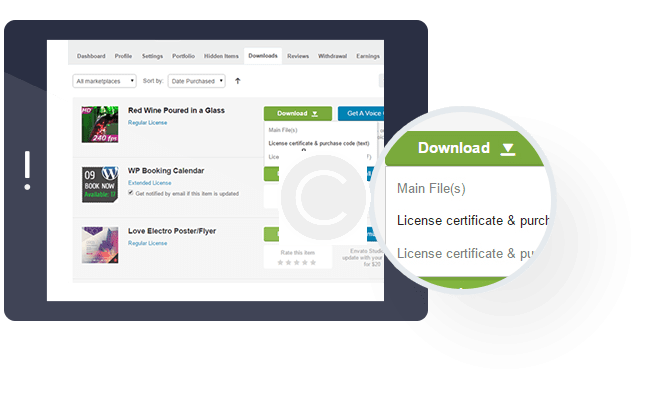 Dashboard Profile Settings Portfolio Hidden Items Downloads Reviews Withdrawal Earnings
All marketplaces Sort by: Date Purchased
HD
240 fps
Red Wine Poured in a Glass
Regular License
Download
Get A Voice
Main File(s)
License certificate & purchase code (text)
09
BOOK NOW
Available: 17
WP Booking Calendar
Extended License
Get notified by email if this item is updated
Love Electro Poster/Flyer
Regular License
Rate this item
Envato Studio
update with your
for $20
Download
Main File(s)
License certificate & purch
License certificate & pu